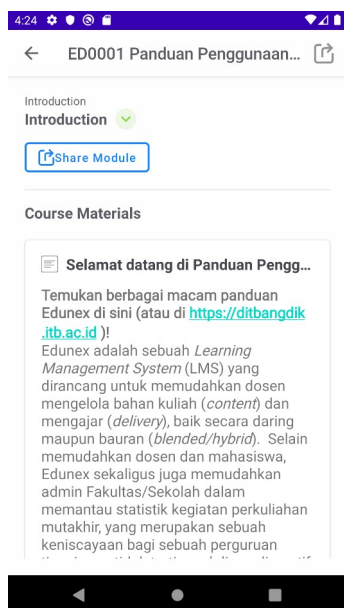 4:24
ED0001 Panduan Penggunaan...
Introduction
Introduction
Share Module
Course Materials
Selamat datang di Panduan Pengg...
Temukan berbagai macam panduan
Edunex di sini (atau di https://ditbangdik
.itb.ac.id )!
Edunex adalah sebuah Learning
Management System (LMS) yang
dirancang untuk memudahkan dosen
mengelola bahan kuliah (content) dan
mengajar (delivery), baik secara daring
maupun bauran (blended/hybrid).  Selain
memudahkan dosen dan mahasiswa,
Edunex sekaligus juga memudahkan
admin Fakultas/Sekolah dalam
memantau statistik kegiatan perkuliahan
mutakhir, yang merupakan sebuah
keniscayaan bagi sebuah perguruan